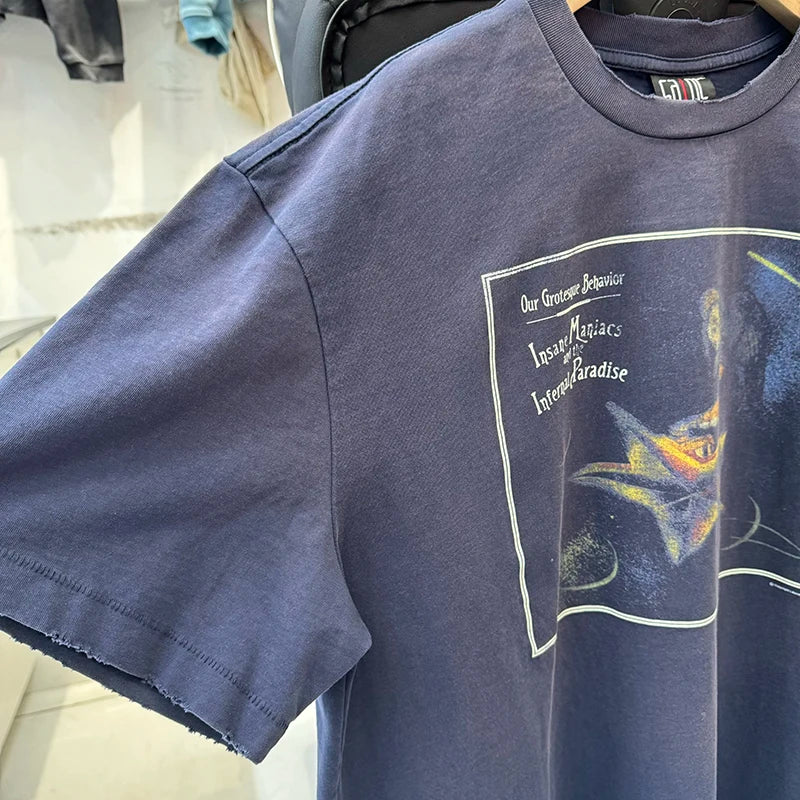 Our Grotesque Behavior
Insane Maniacs
and the
Infernal Paradise